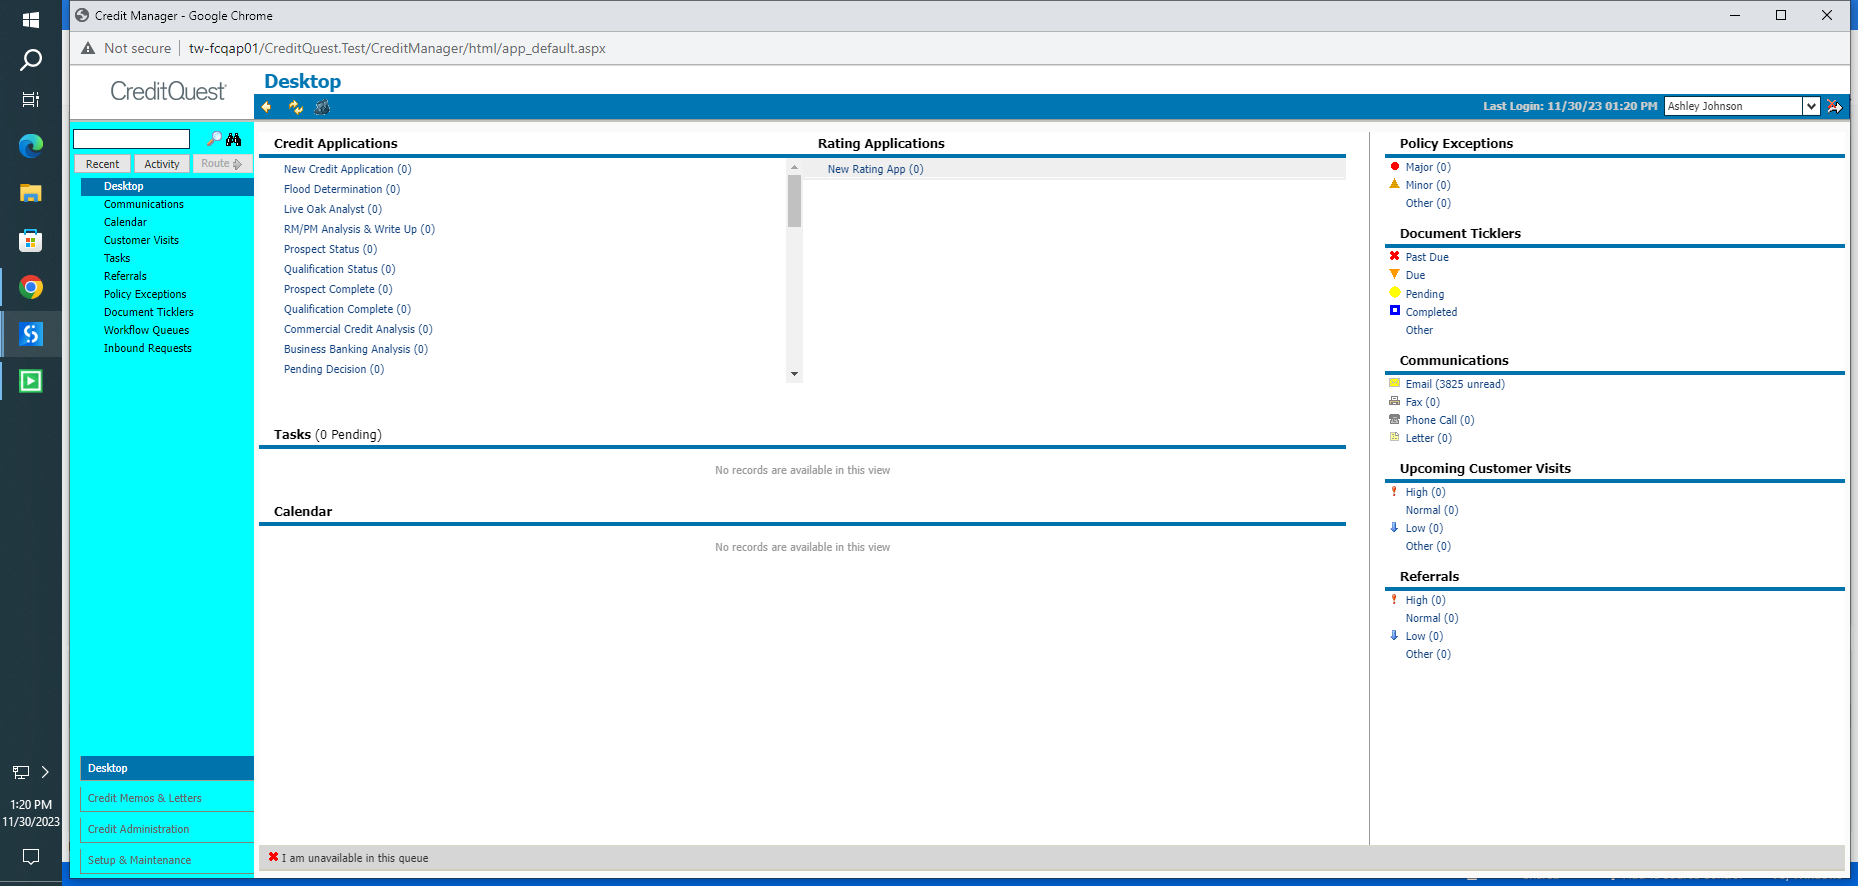 Credit Manager - Google Chrome
Not secure
tw-fcqap01/CreditQuest.Test/CreditManager/html/app_default.aspx
CreditQuest
Desktop
Last Login: 11/30/23 01:20 PM
Ashley Johnson
Recent
Activity
Route
Desktop
Communications
Calendar
Customer Visits
Tasks
Referrals
Policy Exceptions
Document Ticklers
Workflow Queues
Inbound Requests
Desktop
Credit Memos & Letters
Credit Administration
Setup & Maintenance
Credit Applications
New Credit Application (0)
Flood Determination (0)
Live Oak Analyst (0)
RM/PM Analysis & Write Up (0)
Prospect Status (0)
Qualification Status (0)
Prospect Complete (0)
Qualification Complete (0)
Commercial Credit Analysis (0)
Business Banking Analysis (0)
Pending Decision (0)
Rating Applications
New Rating App (0)
Tasks (0 Pending)
No records are available in this view
Calendar
No records are available in this view
I am unavailable in this queue
Policy Exceptions
Major (0)
Minor (0)
Other (0)
Document Ticklers
Past Due
Due
Pending
Completed
Other
Communications
Email (3825 unread)
Fax (0)
Phone Call (0)
Letter (0)
Upcoming Customer Visits
High (0)
Normal (0)
Low (0)
Other (0)
Referrals
High (0)
Normal (0)
Low (0)
Other (0)
1:20 PM
11/30/2023